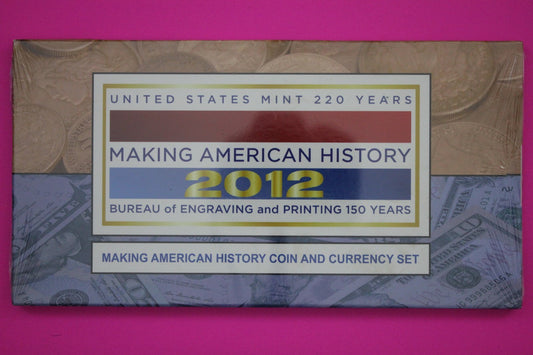 UNITED STATES MINT 220 YEARS
MAKING AMERICAN HISTORY
2012
BUREAU of ENGRAVING and PRINTING 150 YEARS
MAKING AMERICAN HISTORY COIN AND CURRENCY SET